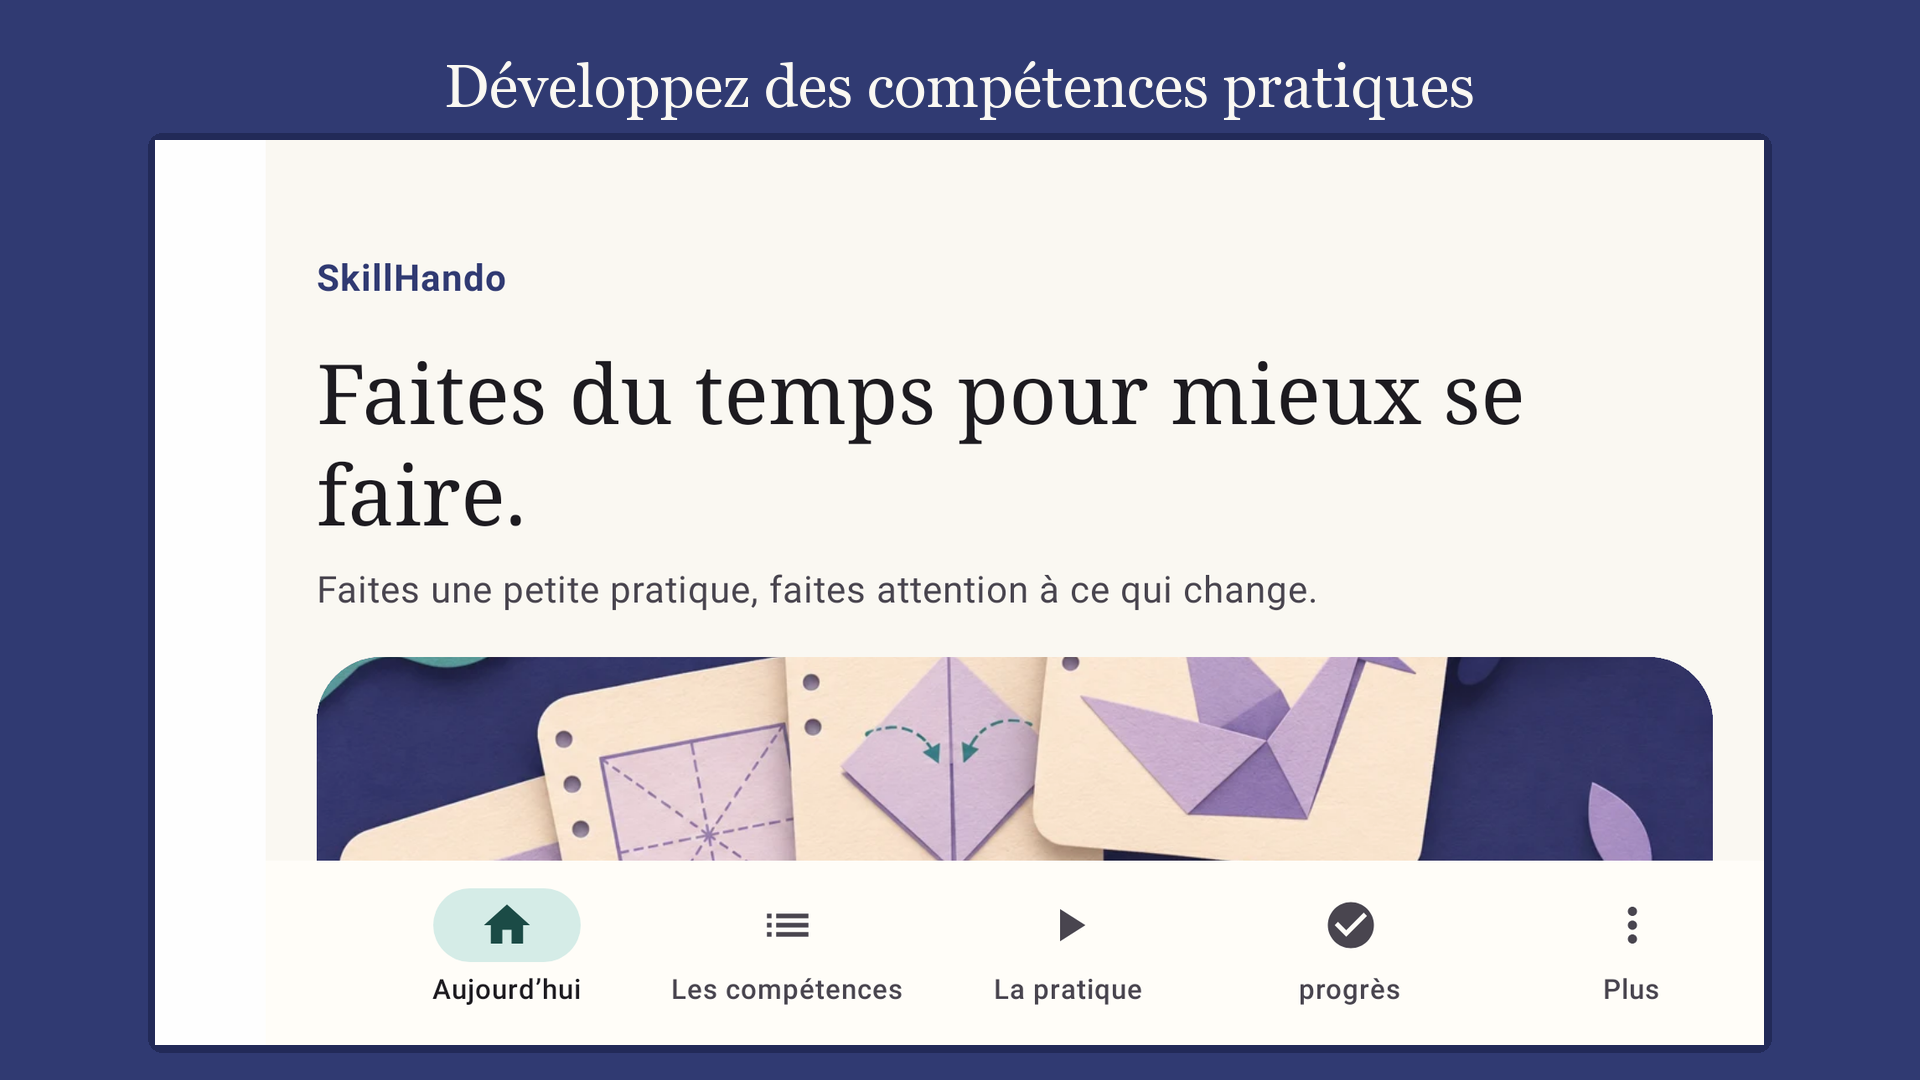 Développez des compétences pratiques
SkillHando
Faites du temps pour mieux se
faire.
Faites une petite pratique, faites attention à ce qui change.
Aujourd’hui
Les compétences
La pratique
progrès
Plus